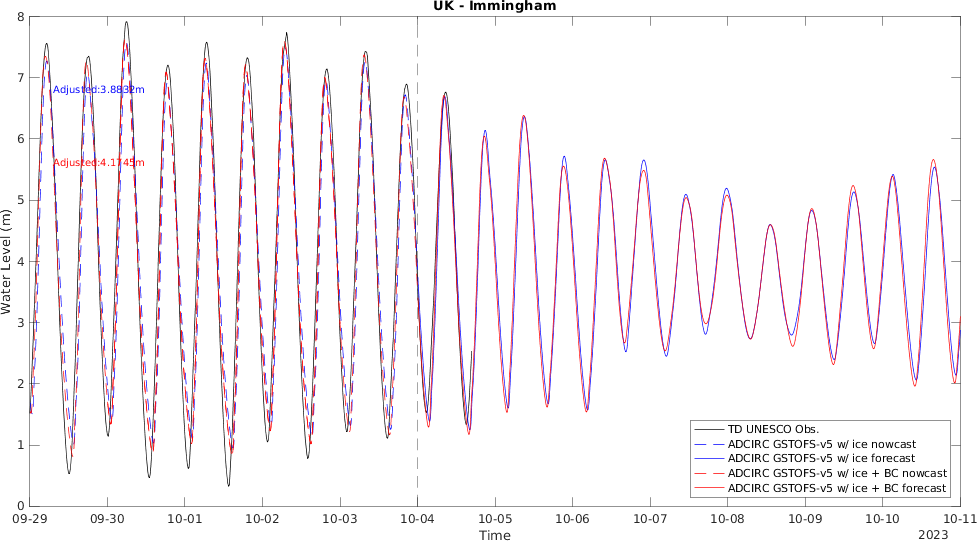 UK - Immingham
8
7
6
5
4
3
2
1
0
Water Level (m)
Adjusted:3.8832m
Adjusted:4.1745m
TD UNESCO Obs.
ADCIRC GSTOFS-v5 w/ ice nowcast
ADCIRC GSTOFS-v5 w/ ice forecast
ADCIRC GSTOFS-v5 w/ ice + BC nowcast
ADCIRC GSTOFS-v5 w/ ice + BC forecast
09-29 09-30 10-01 10-02 10-03 10-04 10-05 10-06 10-07 10-08 10-09 10-10 10-11
Time
2023